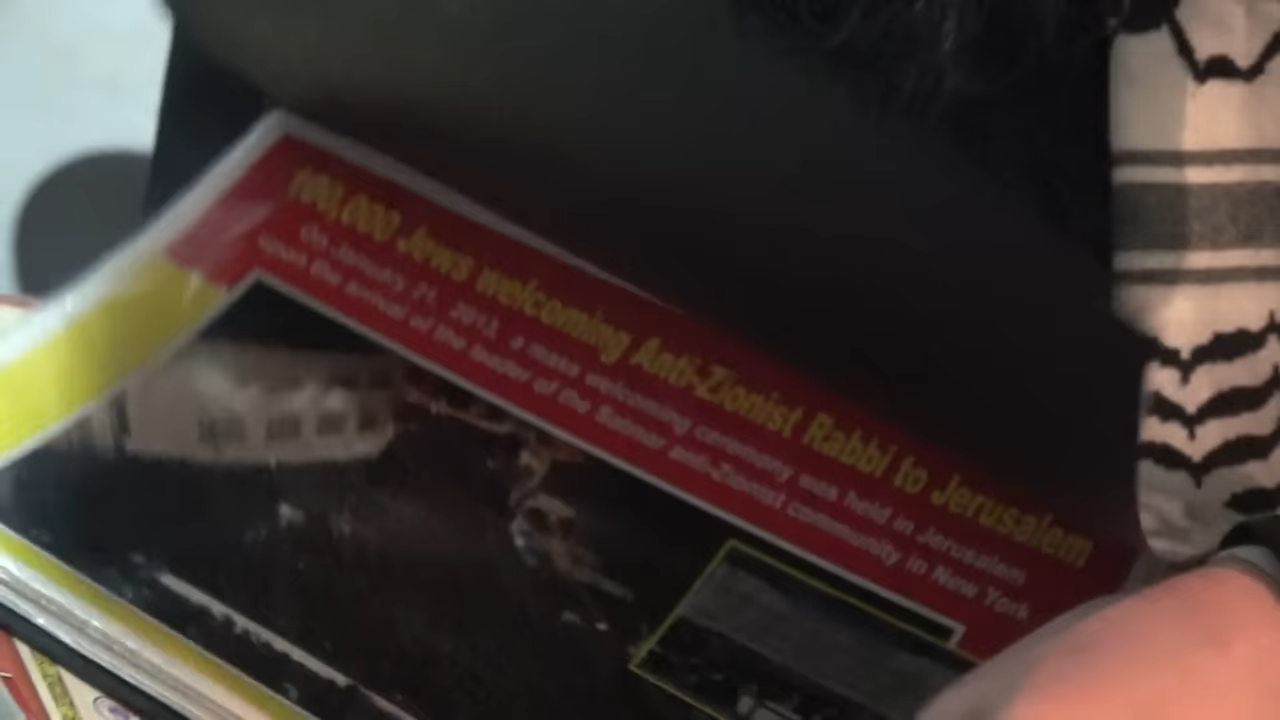 100,000 Jews welcoming Anti-Zionist Rabbi to Jerusalem
On January 21, 2013, a mass welcoming ceremony was held in Jerusalem
upon the arrival of the leader of the Satmar anti-Zionist community in New York